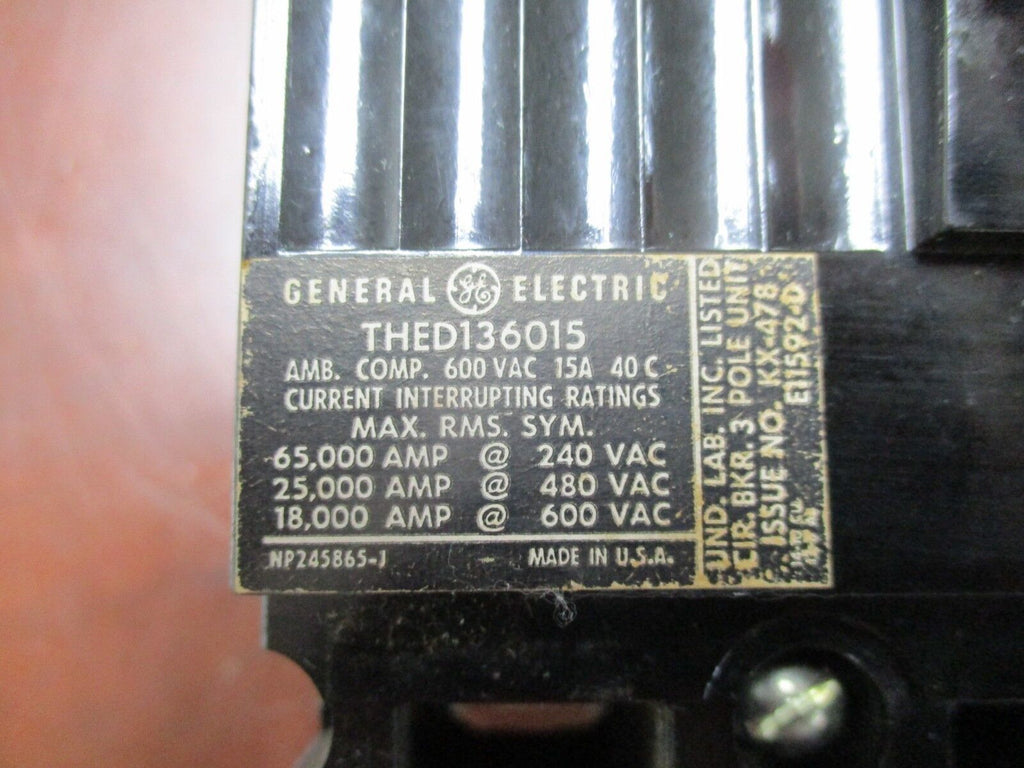 GENERAL GE ELECTRIC
THED136015
AMB. COMP. 600 VAC 15A 40 C
CURRENT INTERRUPTING RATINGS
MAX. RMS. SYM.
65,000 AMP @ 240 VAC
25,000 AMP @ 480 VAC
18,000 AMP @ 600 VAC
NP245865-J MADE IN U.S.A.
UND. LAB. INC. LISTED
CIR. BKR. 3 POLE UNIT
ISSUE NO. KX-478
E11592-D